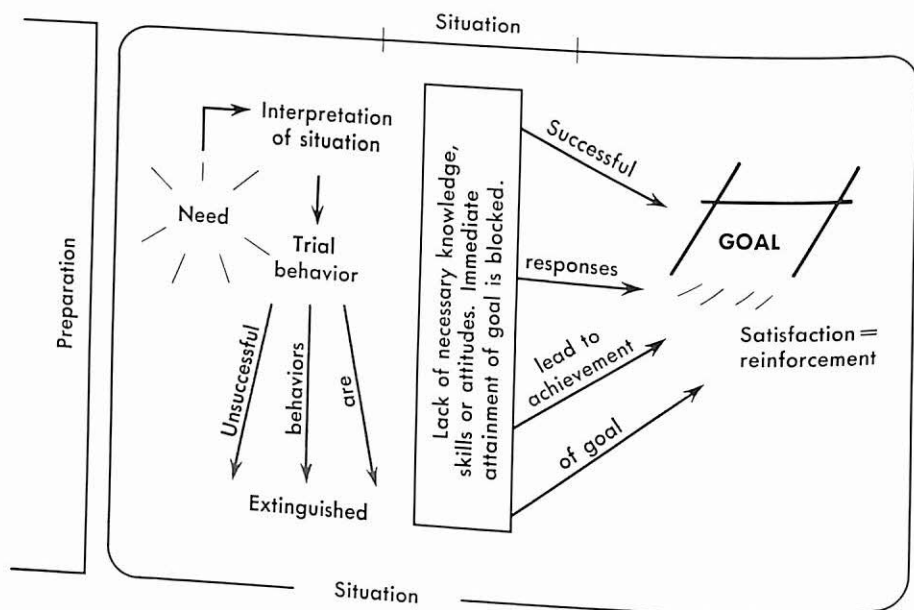 Situation
Preparation
Interpretation
of situation
Need
Trial
behavior
Unsuccessful
behaviors
are
Extinguished
Lack of necessary knowledge,
skills or attitudes. Immediate
attainment of goal is blocked.
Successful
responses
lead to
achievement
of goal
GOAL
Satisfaction =
reinforcement
Situation